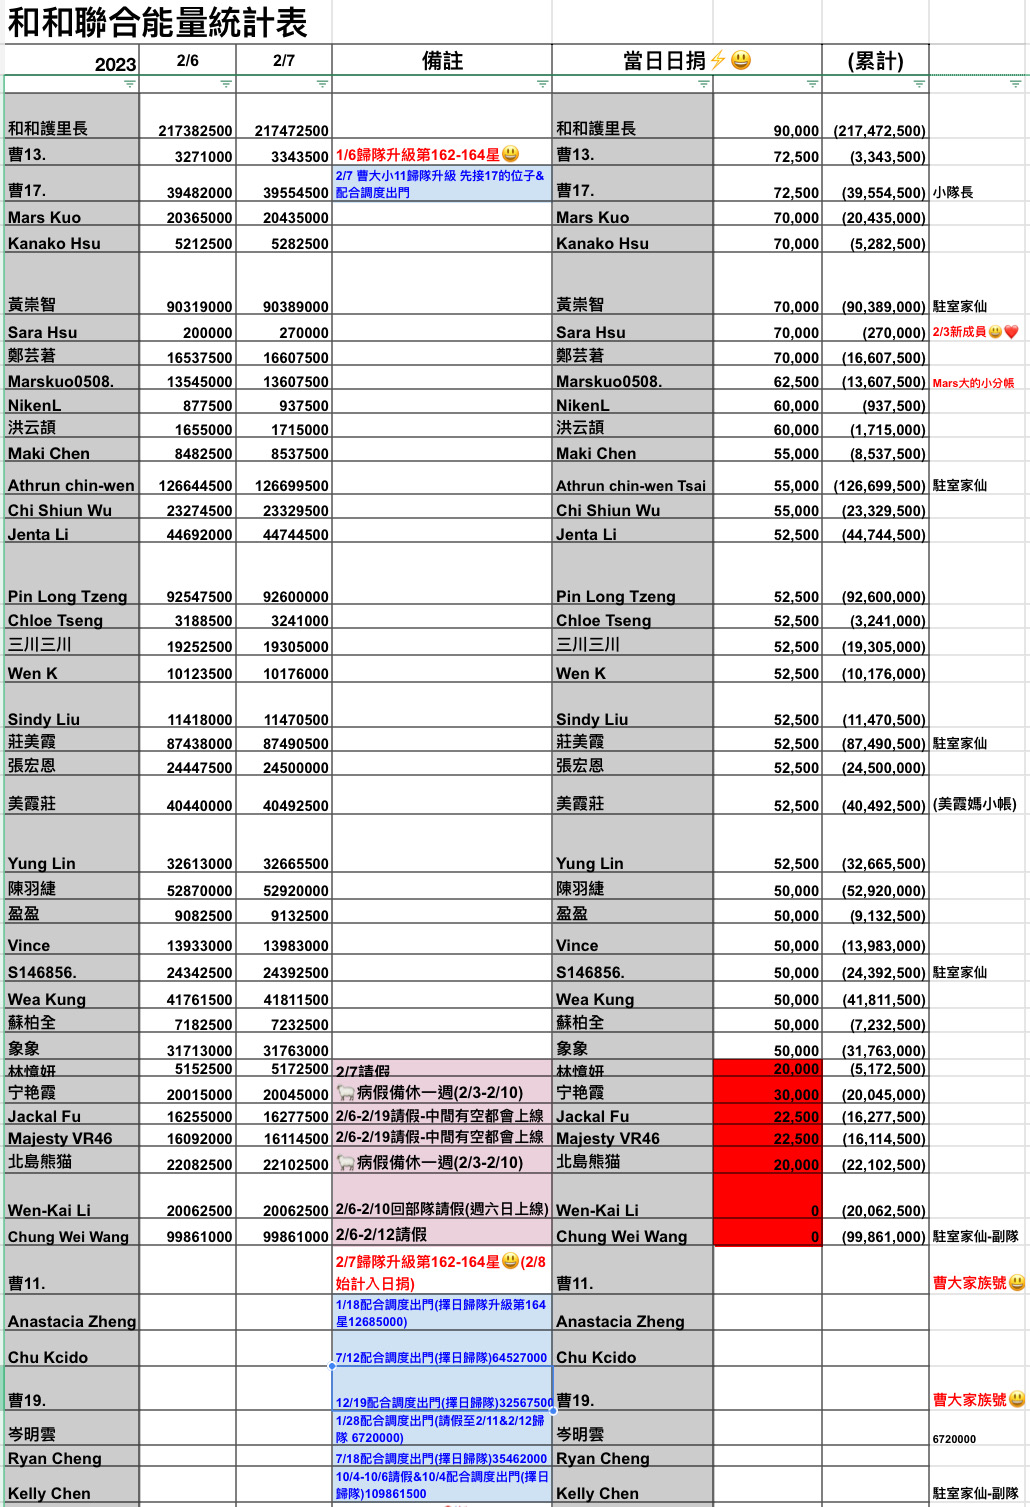 和和聯合能量統計表
2023 2/6 2/7 備註 當日日捐⚡😃 (累計)
和和護里長 217382500 217472500 和和護里長 90,000 (217,472,500)
曹13. 3271000 3343500 1/6歸隊升級第162-164星😃 曹13. 72,500 (3,343,500)
2/7 曹大小11歸隊升級 先接17的位子&
曹17. 39482000 39554500 配合調度出門 曹17. 72,500 (39,554,500) 小隊長
Mars Kuo 20365000 20435000 Mars Kuo 70,000 (20,435,000)
Kanako Hsu 5212500 5282500 Kanako Hsu 70,000 (5,282,500)
黃崇智 90319000 90389000 黃崇智 70,000 (90,389,000) 駐室家仙
Sara Hsu 200000 270000 Sara Hsu 70,000 (270,000) 2/3新成員😃❤️
鄭芸著 16537500 16607500 鄭芸著 70,000 (16,607,500)
Marskuo0508. 13545000 13607500 Marskuo0508. 62,500 (13,607,500) Mars大的小分帳
NikenL 877500 937500 NikenL 60,000 (937,500)
洪云頡 1655000 1715000 洪云頡 60,000 (1,715,000)
Maki Chen 8482500 8537500 Maki Chen 55,000 (8,537,500)
Athrun chin-wen 126644500 126699500 Athrun chin-wen Tsai 55,000 (126,699,500) 駐室家仙
Chi Shiun Wu 23274500 23329500 Chi Shiun Wu 55,000 (23,329,500)
Jenta Li 44692000 44744500 Jenta Li 52,500 (44,744,500)
Pin Long Tzeng 92547500 92600000 Pin Long Tzeng 52,500 (92,600,000)
Chloe Tseng 3188500 3241000 Chloe Tseng 52,500 (3,241,000)
三川三川 19252500 19305000 三川三川 52,500 (19,305,000)
Wen K 10123500 10176000 Wen K 52,500 (10,176,000)
Sindy Liu 11418000 11470500 Sindy Liu 52,500 (11,470,500)
莊美霞 87438000 87490500 莊美霞 52,500 (87,490,500) 駐室家仙
張宏恩 24447500 24500000 張宏恩 52,500 (24,500,000)
美霞莊 40440000 40492500 美霞莊 52,500 (40,492,500) (美霞媽小帳)
Yung Lin 32613000 32665500 Yung Lin 52,500 (32,665,500)
陳羽緁 52870000 52920000 陳羽緁 50,000 (52,920,000)
盈盈 9082500 9132500 盈盈 50,000 (9,132,500)
Vince 13933000 13983000 Vince 50,000 (13,983,000)
S146856. 24342500 24392500 S146856. 50,000 (24,392,500) 駐室家仙
Wea Kung 41761500 41811500 Wea Kung 50,000 (41,811,500)
蘇柏全 7182500 7232500 蘇柏全 50,000 (7,232,500)
象象 31713000 31763000 象象 50,000 (31,763,000)
林憶妍 5152500 5172500 2/7請假 林憶妍 20,000 (5,172,500)
宁艳霞 20015000 20045000 🐑病假備休一週(2/3-2/10) 宁艳霞 30,000 (20,045,000)
Jackal Fu 16255000 16277500 2/6-2/19請假-中間有空都會上線 Jackal Fu 22,500 (16,277,500)
Majesty VR46 16092000 16114500 2/6-2/19請假-中間有空都會上線 Majesty VR46 22,500 (16,114,500)
北島熊猫 22082500 22102500 🐑病假備休一週(2/3-2/10) 北島熊猫 20,000 (22,102,500)
Wen-Kai Li 20062500 20062500 2/6-2/10回部隊請假(週六日上線) Wen-Kai Li 0 (20,062,500)
Chung Wei Wang 99861000 99861000 2/6-2/12請假 Chung Wei Wang 0 (99,861,000) 駐室家仙-副隊
2/7歸隊升級第162-164星😃(2/8
曹11. 始計入日捐) 曹11. 曹大家族號😃
1/18配合調度出門(擇日歸隊升級第164
Anastacia Zheng 星12685000) Anastacia Zheng
Chu Kcido 7/12配合調度出門(擇日歸隊)64527000 Chu Kcido
曹19. 12/19配合調度出門(擇日歸隊)32567500 曹19. 曹大家族號😃
1/28配合調度出門(請假至2/11&2/12歸
岑明雲 隊 6720000) 岑明雲 6720000
Ryan Cheng 7/18配合調度出門(擇日歸隊)35462000 Ryan Cheng
10/4-10/6請假&10/4配合調度出門(擇日
Kelly Chen 歸隊)109861500 Kelly Chen 駐室家仙-副隊